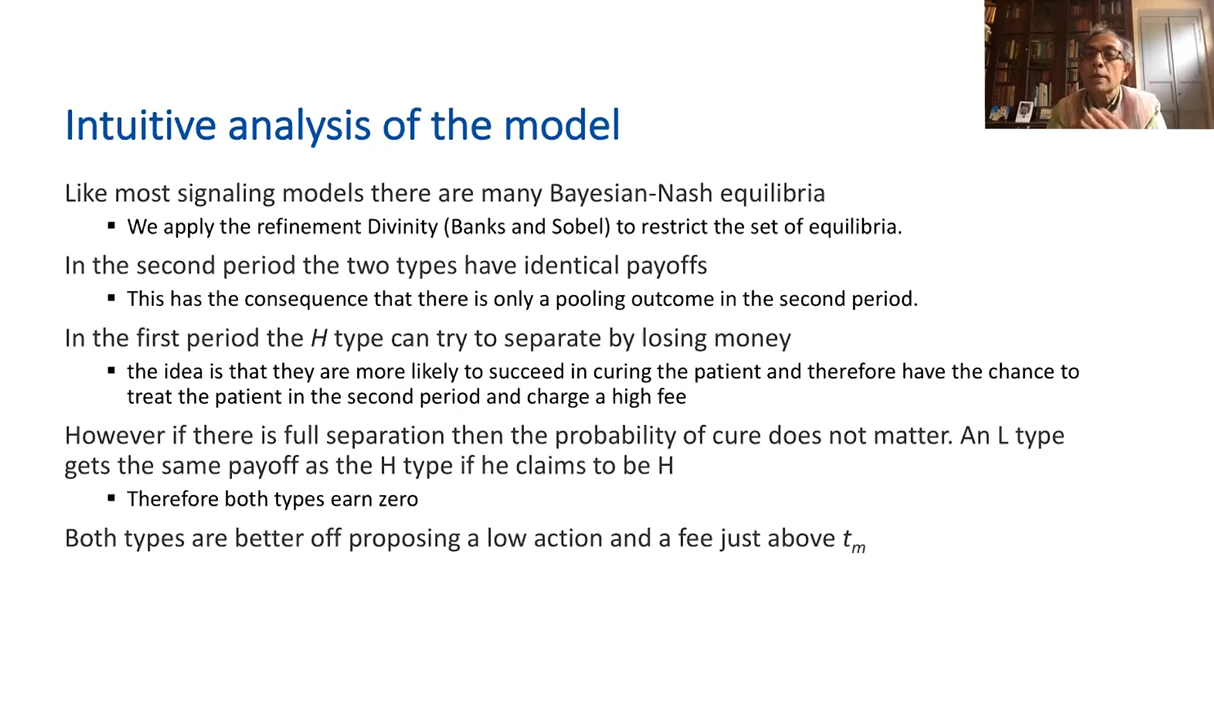 Intuitive analysis of the model
Like most signaling models there are many Bayesian-Nash equilibria
▪ We apply the refinement Divinity (Banks and Sobel) to restrict the set of equilibria.
In the second period the two types have identical payoffs
▪ This has the consequence that there is only a pooling outcome in the second period.
In the first period the H type can try to separate by losing money
▪ the idea is that they are more likely to succeed in curing the patient and therefore have the chance to
treat the patient in the second period and charge a high fee
However if there is full separation then the probability of cure does not matter. An L type
gets the same payoff as the H type if he claims to be H
▪ Therefore both types earn zero
Both types are better off proposing a low action and a fee just above tm